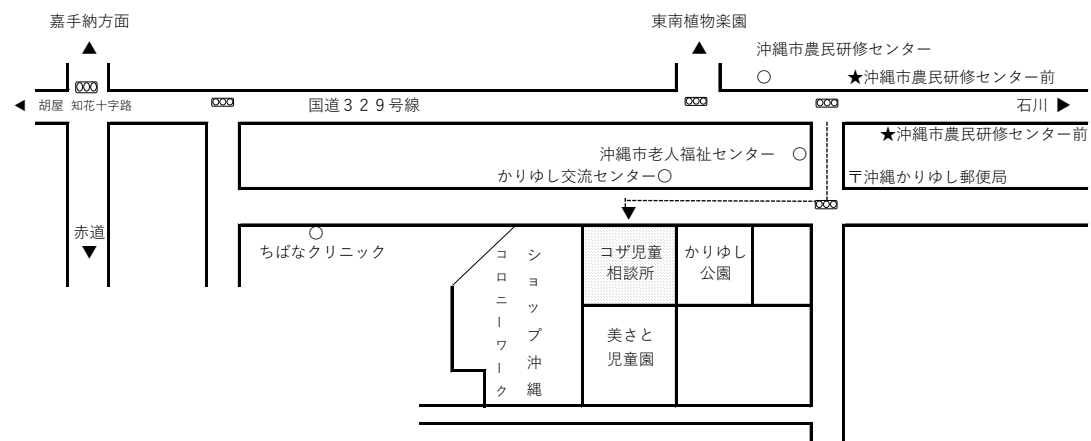 嘉手納方面
▲
東南植物楽園
▲
沖縄市農民研修センター
○
★沖縄市農民研修センター前
◀ 胡屋 知花十字路
国道329号線
石川 ▶
★沖縄市農民研修センター前
沖縄市老人福祉センター ○
かりゆし交流センター○
〒沖縄かりゆし郵便局
赤道
▼
○
ちばなクリニック
コロニーワーク
ショップ沖縄
コザ児童
相談所
かりゆし
公園
美さと
児童園